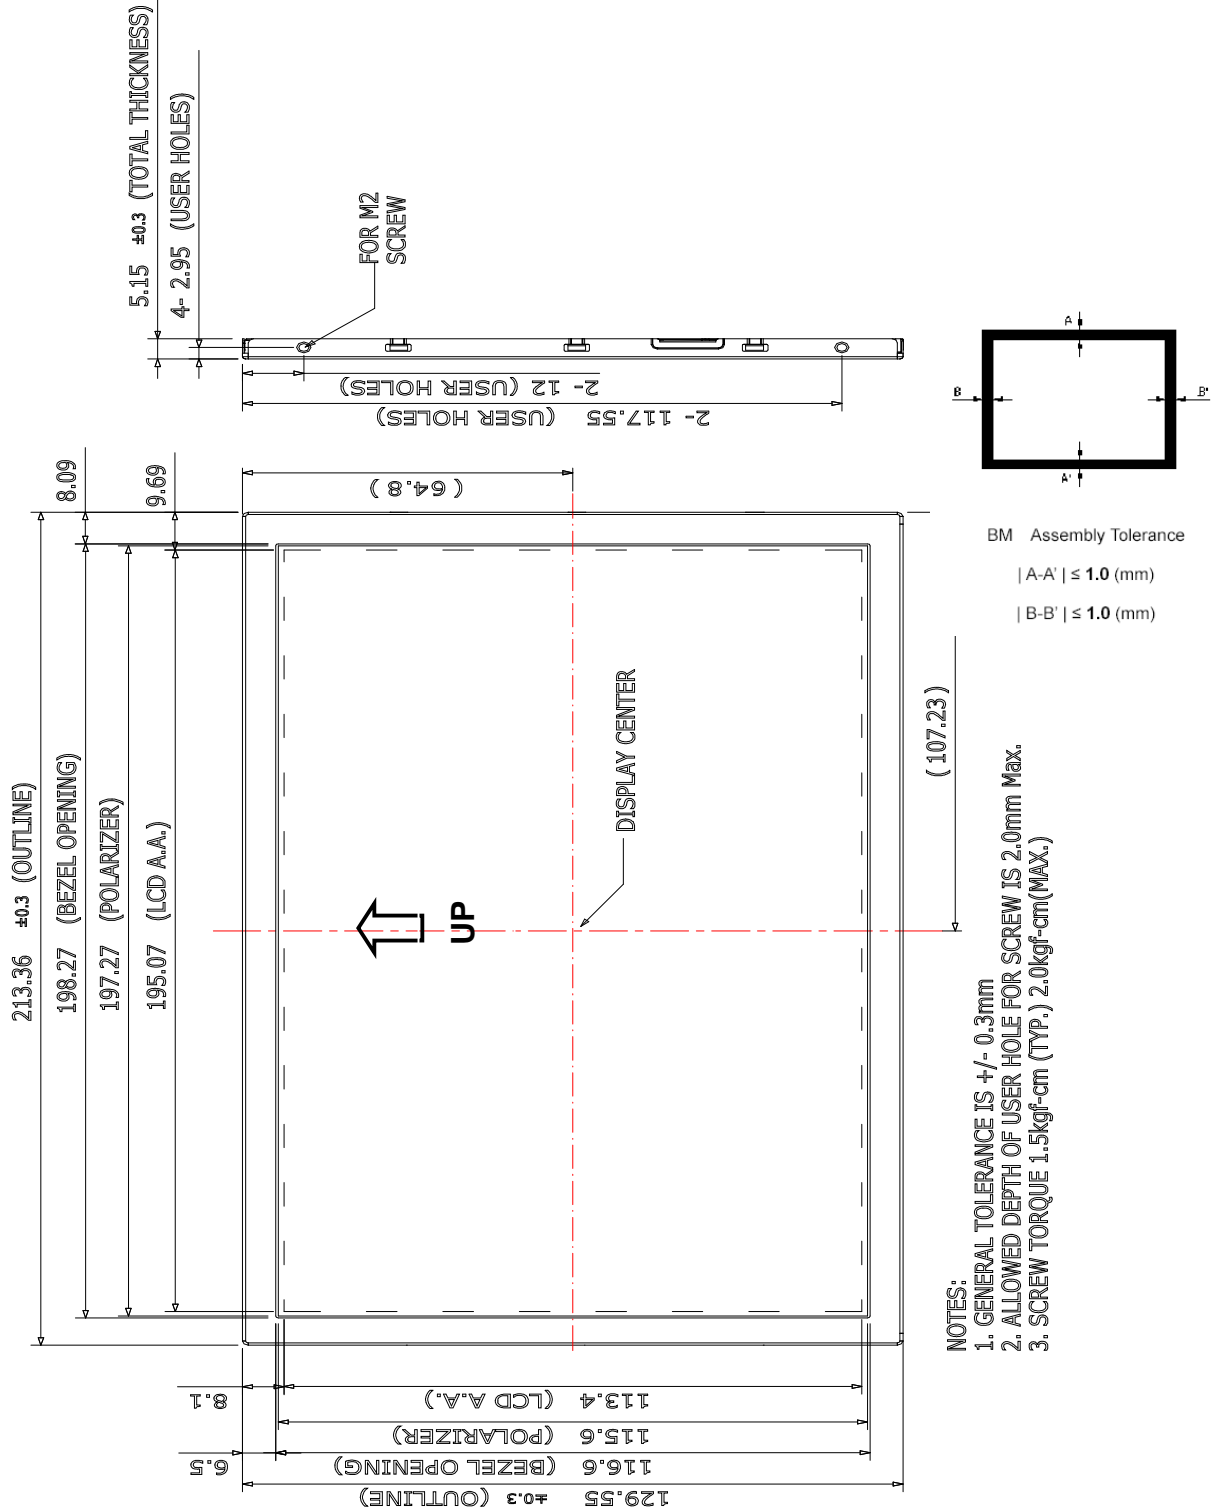 5.15 ±0.3 (TOTAL THICKNESS)
4- 2.95 (USER HOLES)
FOR M2
SCREW
2- 12 (USER HOLES)
2- 117.55 (USER HOLES)
A
B
B'
A'
BM Assembly Tolerance
| A-A' | ≤ 1.0 (mm)
| B-B' | ≤ 1.0 (mm)
8.09
9.69
( 64.8 )
213.36 ±0.3 (OUTLINE)
198.27 (BEZEL OPENING)
197.27 (POLARIZER)
195.07 (LCD A.A.)
UP
DISPLAY CENTER
( 107.23 )
8.1
113.4 (LCD A.A.)
115.6 (POLARIZER)
6.5
116.6 (BEZEL OPENING)
129.55 ±0.3 (OUTLINE)
NOTES:
1. GENERAL TOLERANCE IS +/- 0.3mm
2. ALLOWED DEPTH OF USER HOLE FOR SCREW IS 2.0mm Max.
3. SCREW TORQUE 1.5kgf-cm (TYP.) 2.0kgf-cm(MAX.)